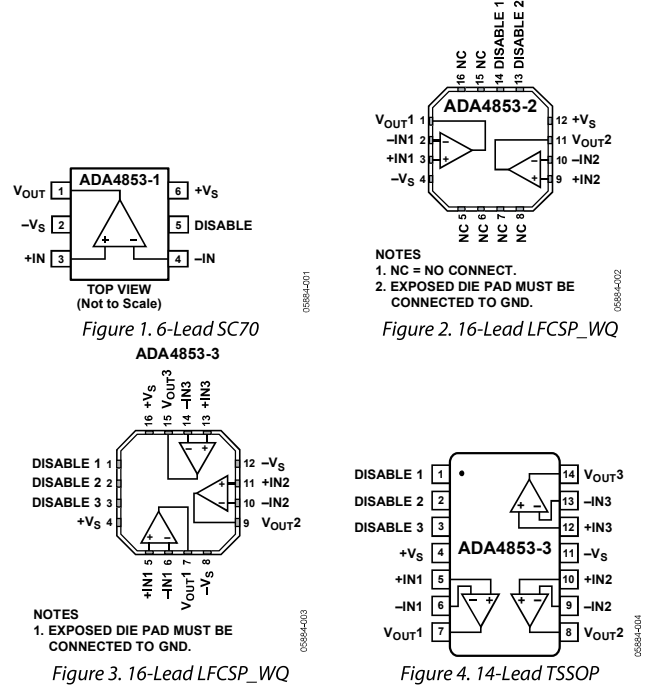 ADA4853-1
VOUT 1
–VS 2
+IN 3
6 +VS
5 DISABLE
4 –IN
+ –
TOP VIEW
(Not to Scale)
05884-001
Figure 1. 6-Lead SC70
ADA4853-2
16 NC
15 NC
14 DISABLE 1
13 DISABLE 2
VOUT1 1
–IN1 2
+IN1 3
–VS 4
12 +VS
11 VOUT2
10 –IN2
9 +IN2
NC 5
NC 6
NC 7
NC 8
– +
– +
NOTES
1. NC = NO CONNECT.
2. EXPOSED DIE PAD MUST BE
CONNECTED TO GND.
05884-002
Figure 2. 16-Lead LFCSP_WQ
ADA4853-3
16 +VS
15 VOUT3
14 –IN3
13 +IN3
DISABLE 1 1
DISABLE 2 2
DISABLE 3 3
+VS 4
12 –VS
11 +IN2
10 –IN2
9 VOUT2
+IN1 5
–IN1 6
VOUT1 7
–VS 8
– +
+ –
+ –
NOTES
1. EXPOSED DIE PAD MUST BE
CONNECTED TO GND.
05884-003
Figure 3. 16-Lead LFCSP_WQ
DISABLE 1 1
DISABLE 2 2
DISABLE 3 3
+VS 4
+IN1 5
–IN1 6
VOUT1 7
ADA4853-3
14 VOUT3
13 –IN3
12 +IN3
11 –VS
10 +IN2
9 –IN2
8 VOUT2
+ –
– +
+ –
05884-004
Figure 4. 14-Lead TSSOP